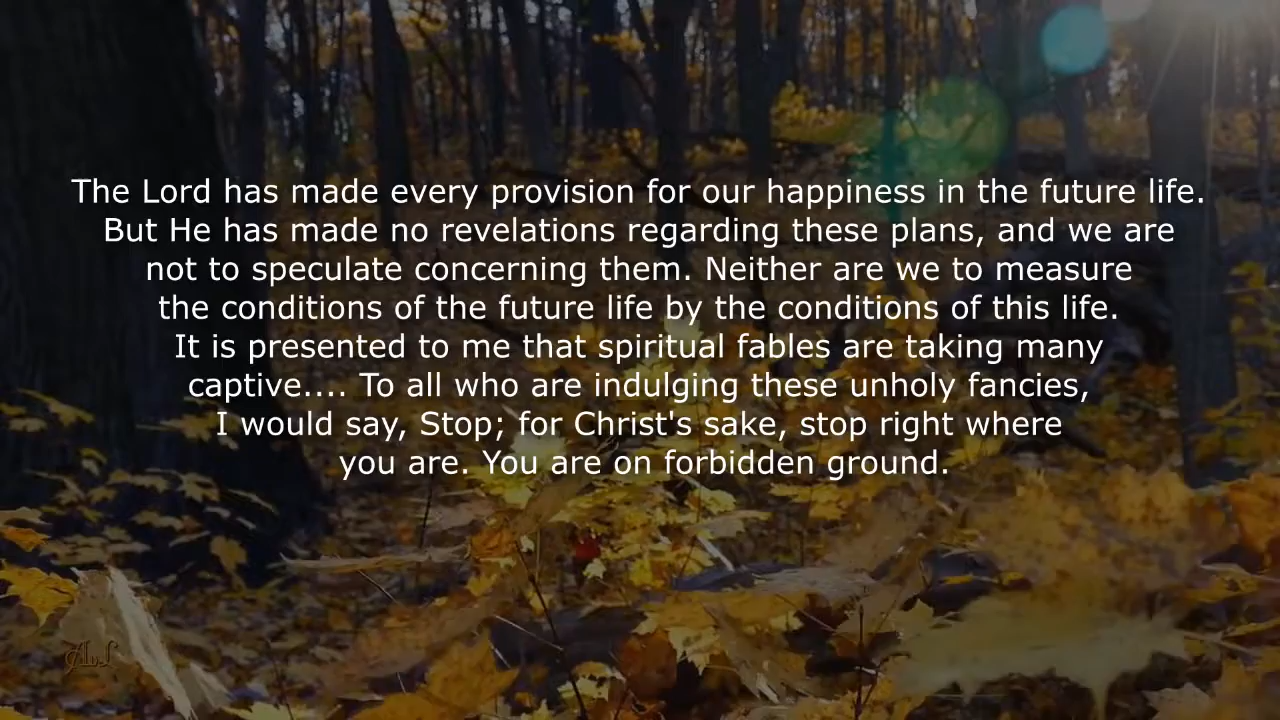 The Lord has made every provision for our happiness in the future life.
But He has made no revelations regarding these plans, and we are
not to speculate concerning them. Neither are we to measure
the conditions of the future life by the conditions of this life.
It is presented to me that spiritual fables are taking many
captive.... To all who are indulging these unholy fancies,
I would say, Stop; for Christ's sake, stop right where
you are. You are on forbidden ground.